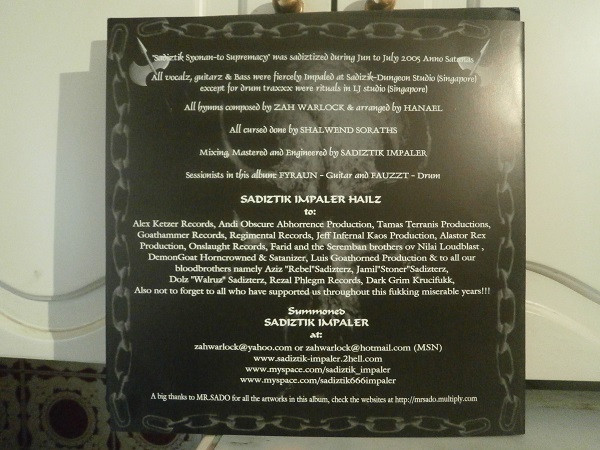 "Sadiztik Syonan-to Supremacy" was sadiztized during Jun to July 2005 Anno Satanas
All vocalz, guitarz & Bass were fiercely Impaled at Sadizik-Dungeon Studio (Singapore)
except for drum traxxx were rituals in LJ studio (Singapore)
All hymns composed by ZAH WARLOCK & arranged by HANAEL
All cursed done by SHALWEND SORATHS
Mixing, Mastered and Engineered by SADIZTIK IMPALER
Sessionists in this album: FYRAUN - Guitar and FAUZZT - Drum
SADIZTIK IMPALER HAILZ
to:
Alex Ketzer Records, Andi Obscure Abhorrence Production, Tamas Terranis Productions,
Goathammer Records, Regimental Records, Jeff Infernal Kaos Production, Alastor Rex
Production, Onslaught Records, Farid and the Seremban brothers ov Nilai Loudblast ,
DemonGoat Horncrowned & Satanizer, Luis Goathorned Production & to all our
bloodbrothers namely Aziz "Rebel"Sadizterz, Jamil"Stoner"Sadizterz,
Dolz "Walruz" Sadizterz, Rezal Phlegm Records, Dark Grim Krucifukk,
Also not to forget to all who have supported us throughout this fukking miserable years!!!
Summoned
SADIZTIK IMPALER
at:
zahwarlock@yahoo.com or zahwarlock@hotmail.com (MSN)
www.sadiztik-impaler.2hell.com
www.myspace.com/sadiztik_impaler
www.myspace.com/sadiztik666impaler
A big thanks to MR.SADO for all the artworks in this album, check the websites at http://mrsado.multiply.com